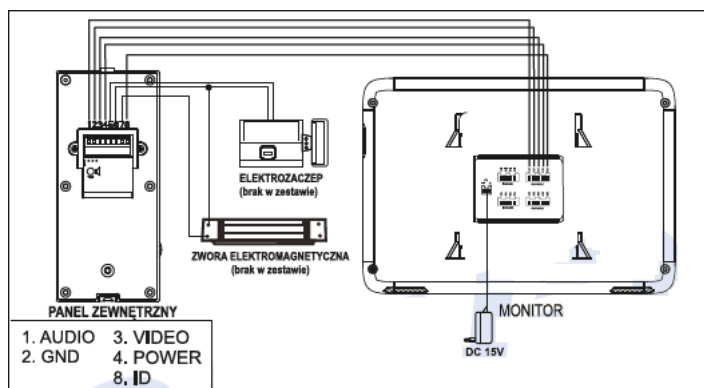 12345678
ELEKTROZACZEP
(brak w zestawie)
ZWORA ELEKTROMAGNETYCZNA
(brak w zestawie)
PANEL ZEWNĘTRZNY
MONITOR
DC 15V
1. AUDIO 3. VIDEO
2. GND 4. POWER
8. ID